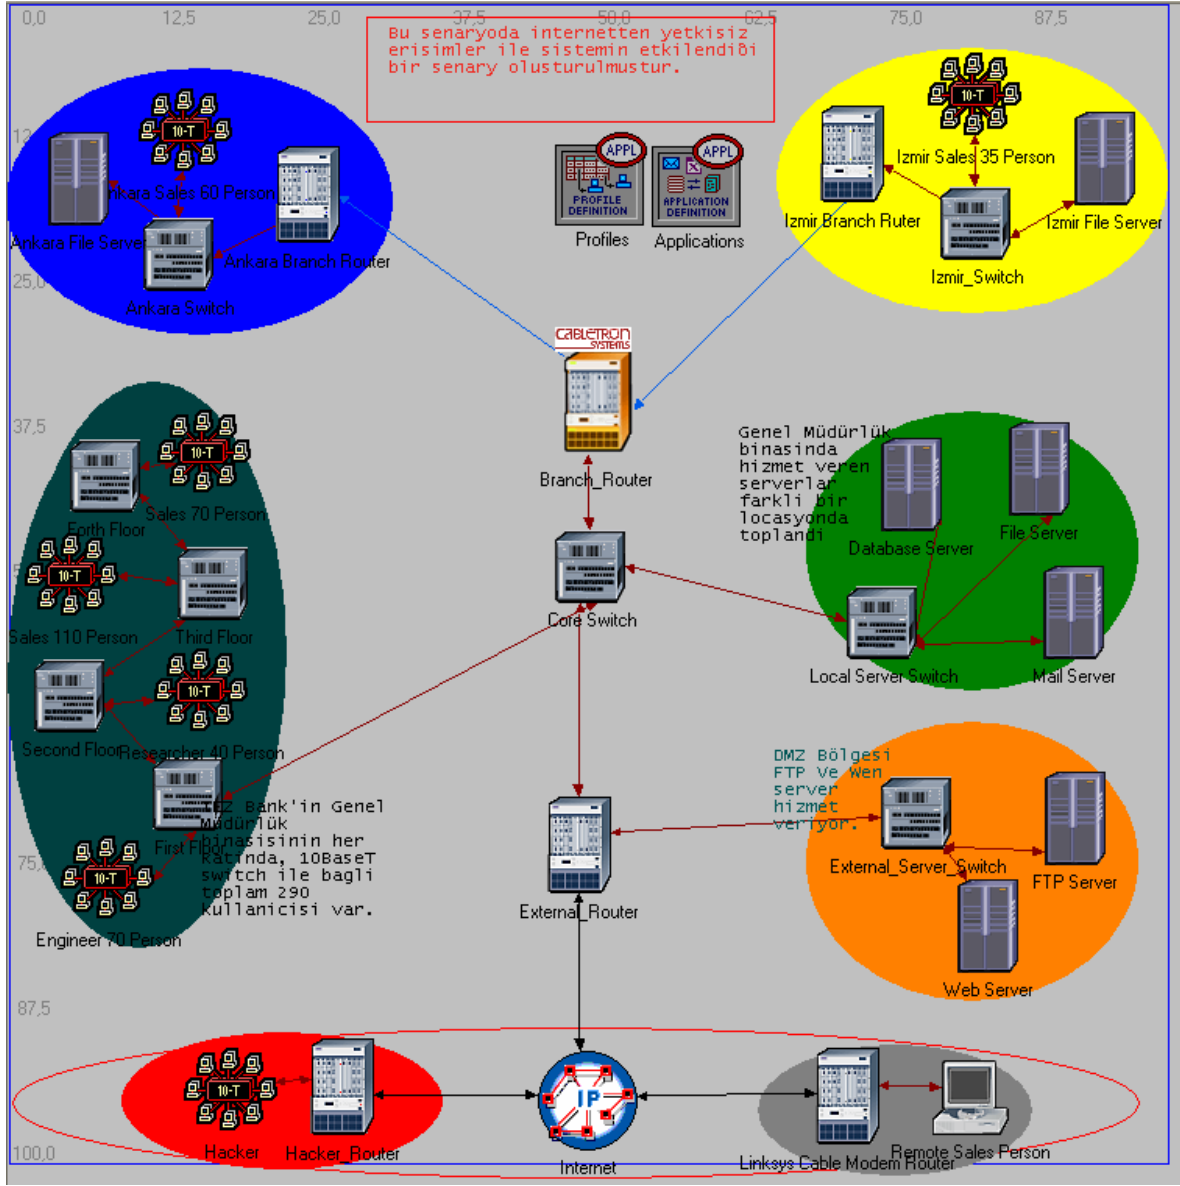 0,0
12,5
25,0
37,5
50,0
75,0
87,5
Bu senaryoda internetten yetkisiz
erisimler ile sistemin etkilendiði
bir senary olusturulmustur.
12
25,0
37,5
75,0
87,5
100,0
10-T
Ankara Sales 60 Person
Ankara File Server
Ankara Branch Router
Ankara Switch
APPL
PROFILE
DEFINITION
Profiles
APPL
APPLICATION
DEFINITION
Applications
10-T
Izmir Sales 35 Person
Izmir Branch Ruter
Izmir File Server
Izmir_Switch
CABLETRON
SYSTEMS
Branch_Router
Core Switch
10-T
Sales 70 Person
Forth Floor
10-T
Sales 110 Person
Third Floor
10-T
Second Floor
Researcher 40 Person
First Floor
10-T
Engineer 70 Person
TEZ Bank'in Genel
Müdürlük
binasisinin her
katinda, 10BaseT
switch ile bagli
toplam 290
kullanicisi var.
Genel Müdürlük
binasinda
hizmet veren
serverlar
farkli bir
locasyonda
toplandi
Database Server
File Server
Local Server Switch
Mail Server
DMZ Bölgesi
FTP Ve Wen
server
hizmet
veriyor.
External_Server_Switch
FTP Server
Web Server
External_Router
10-T
Hacker
Hacker_Router
IP
Internet
Linksys Cable Modem Router
Remote Sales Person